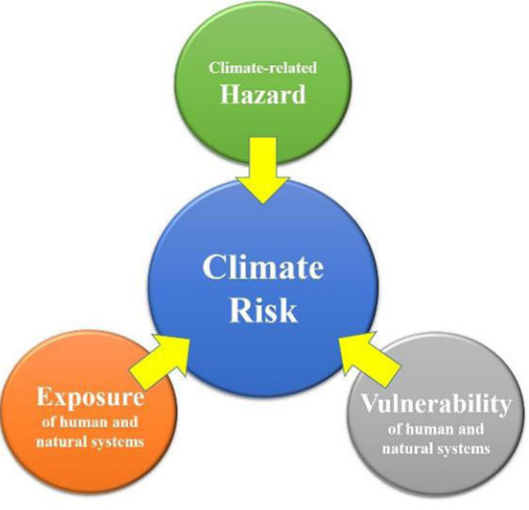 Climate-related
Hazard
Climate
Risk
Exposure
of human and
natural systems
Vulnerability
of human and
natural systems